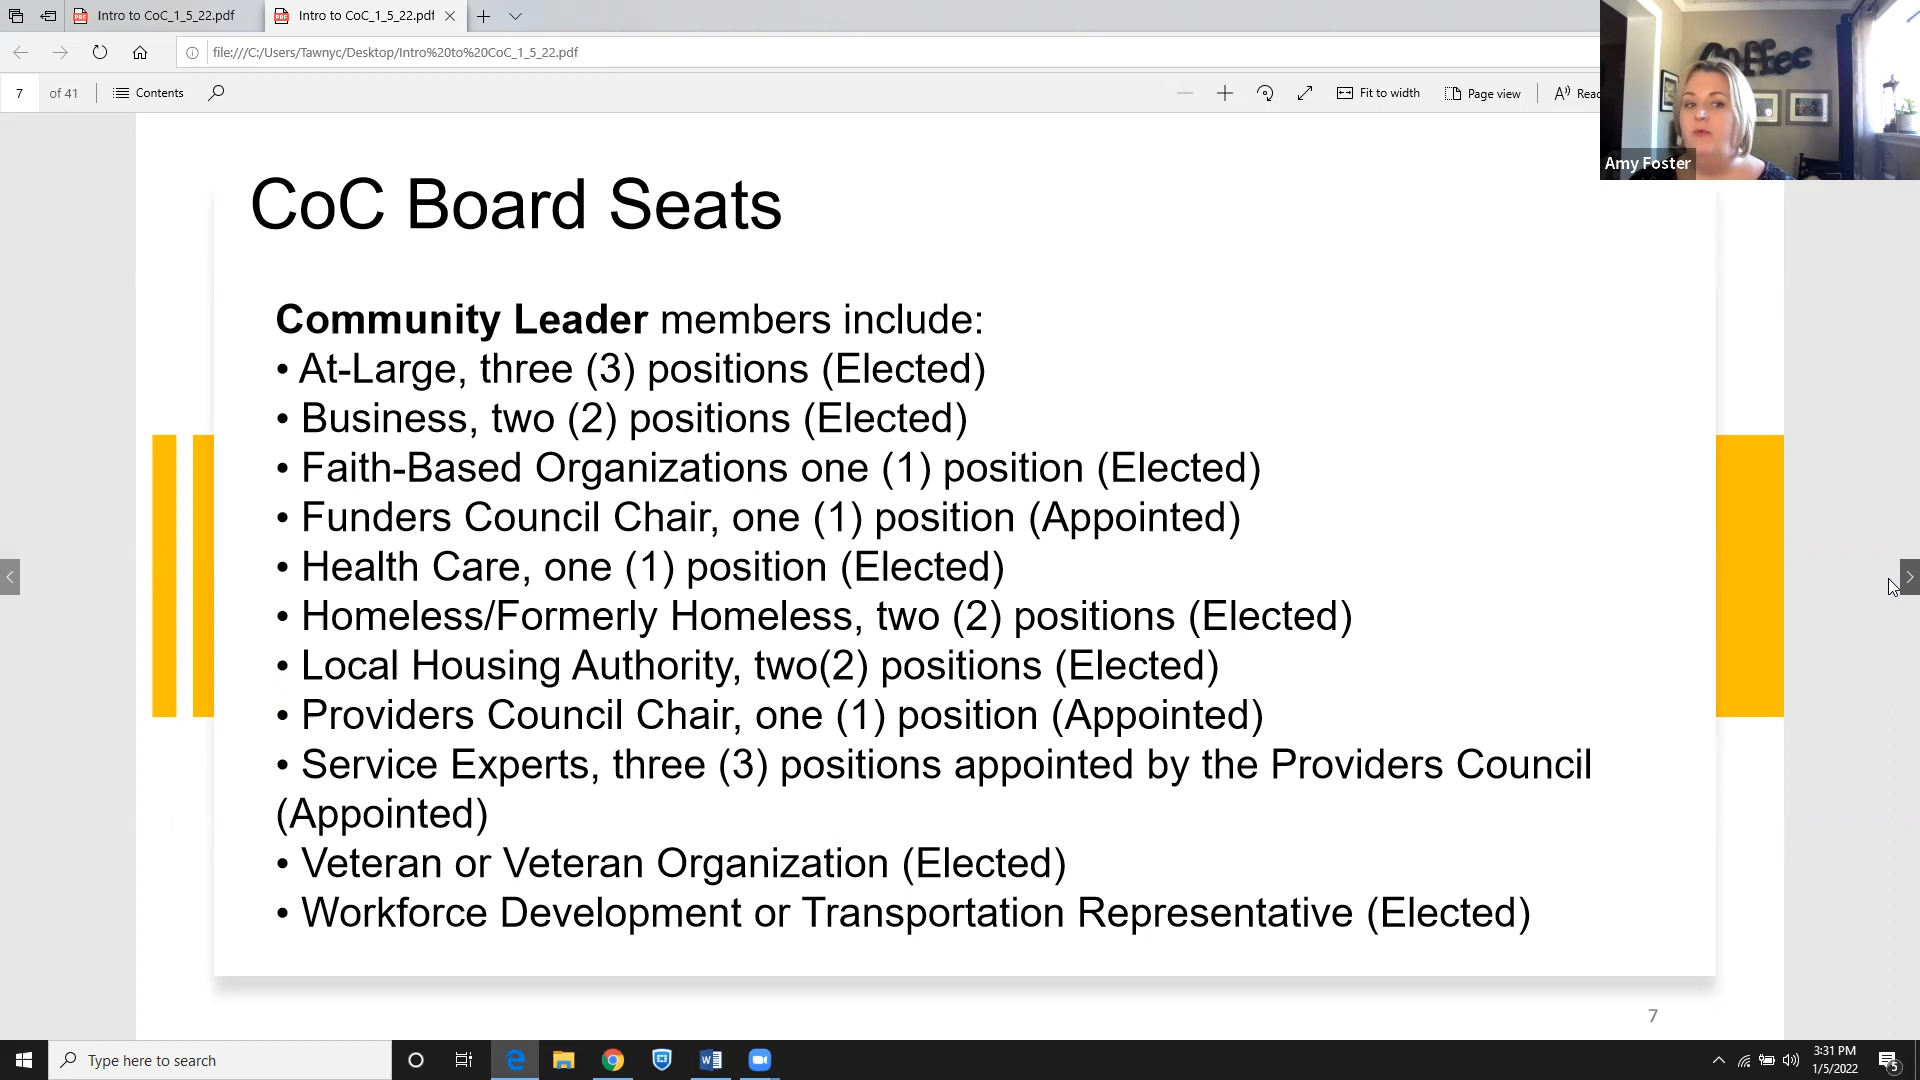 Intro to CoC_1_5_22.pdf
Intro to CoC_1_5_22.pdf
file:///C:/Users/Tawnyc/Desktop/Intro%20to%20CoC_1_5_22.pdf
7 of 41 Contents Fit to width Page view Read
Coffee
Amy Foster
CoC Board Seats
Community Leader members include:
• At-Large, three (3) positions (Elected)
• Business, two (2) positions (Elected)
• Faith-Based Organizations one (1) position (Elected)
• Funders Council Chair, one (1) position (Appointed)
• Health Care, one (1) position (Elected)
• Homeless/Formerly Homeless, two (2) positions (Elected)
• Local Housing Authority, two(2) positions (Elected)
• Providers Council Chair, one (1) position (Appointed)
• Service Experts, three (3) positions appointed by the Providers Council
(Appointed)
• Veteran or Veteran Organization (Elected)
• Workforce Development or Transportation Representative (Elected)
7
Type here to search
3:31 PM
1/5/2022
5